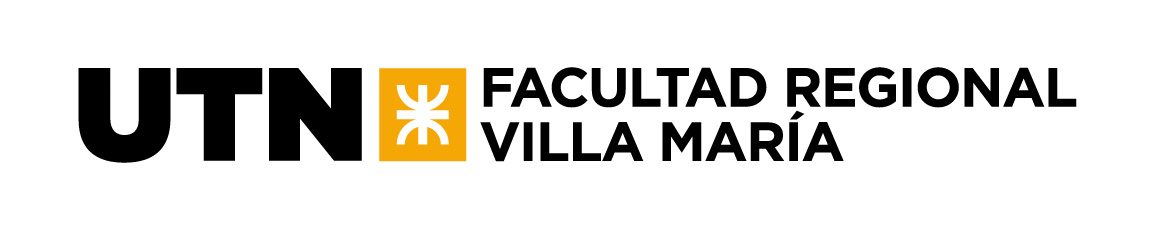 UTN
FACULTAD REGIONAL
VILLA MARÍA